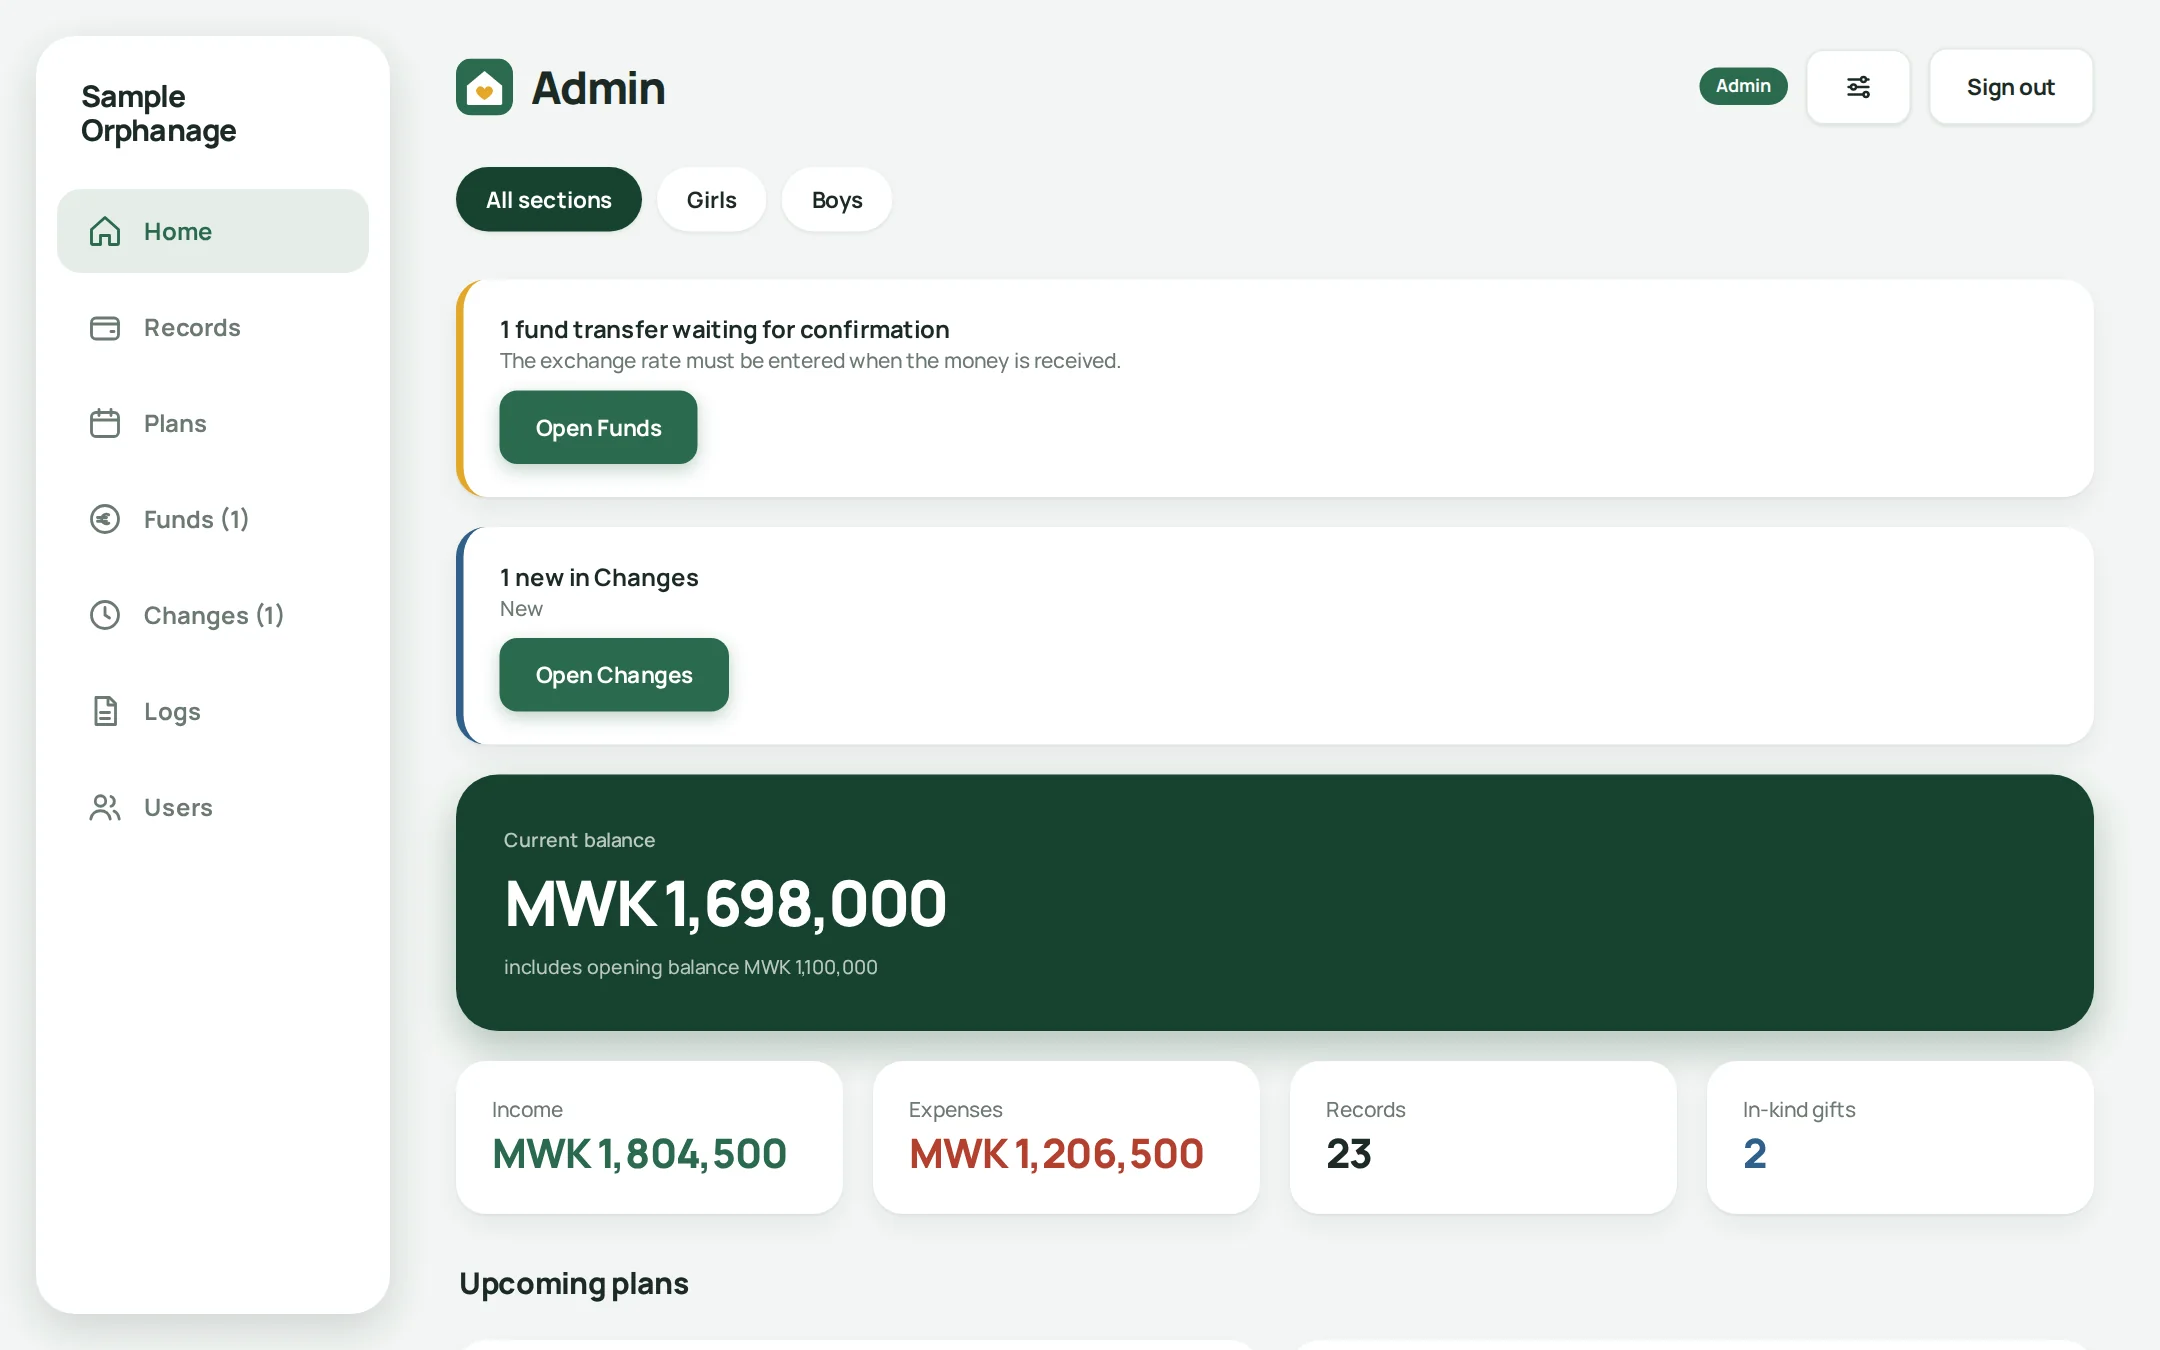 Sample
Orphanage
Home
Records
Plans
Funds (1)
Changes (1)
Logs
Users
Admin
Admin
Sign out
All sections
Girls
Boys
1 fund transfer waiting for confirmation
The exchange rate must be entered when the money is received.
Open Funds
1 new in Changes
New
Open Changes
Current balance
MWK 1,698,000
includes opening balance MWK 1,100,000
Income
MWK 1,804,500
Expenses
MWK 1,206,500
Records
23
In-kind gifts
2
Upcoming plans